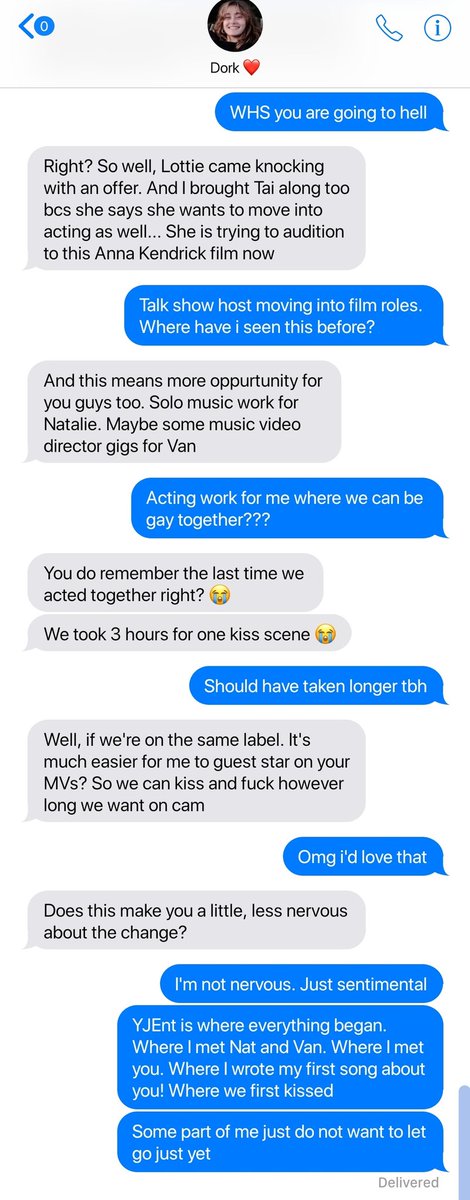 0
Dork ❤️
WHS you are going to hell
Right? So well, Lottie came knocking
with an offer. And I brought Tai along too
bcs she says she wants to move into
acting as well... She is trying to audition
to this Anna Kendrick film now
Talk show host moving into film roles.
Where have i seen this before?
And this means more oppurtunity for
you guys too. Solo music work for
Natalie. Maybe some music video
director gigs for Van
Acting work for me where we can be
gay together???
You do remember the last time we
acted together right? 😭
We took 3 hours for one kiss scene 😭
Should have taken longer tbh
Well, if we're on the same label. It's
much easier for me to guest star on your
MVs? So we can kiss and fuck however
long we want on cam
Omg i'd love that
Does this make you a little, less nervous
about the change?
I'm not nervous. Just sentimental
YJEnt is where everything began.
Where I met Nat and Van. Where I met
you. Where I wrote my first song about
you! Where we first kissed
Some part of me just do not want to let
go just yet
Delivered